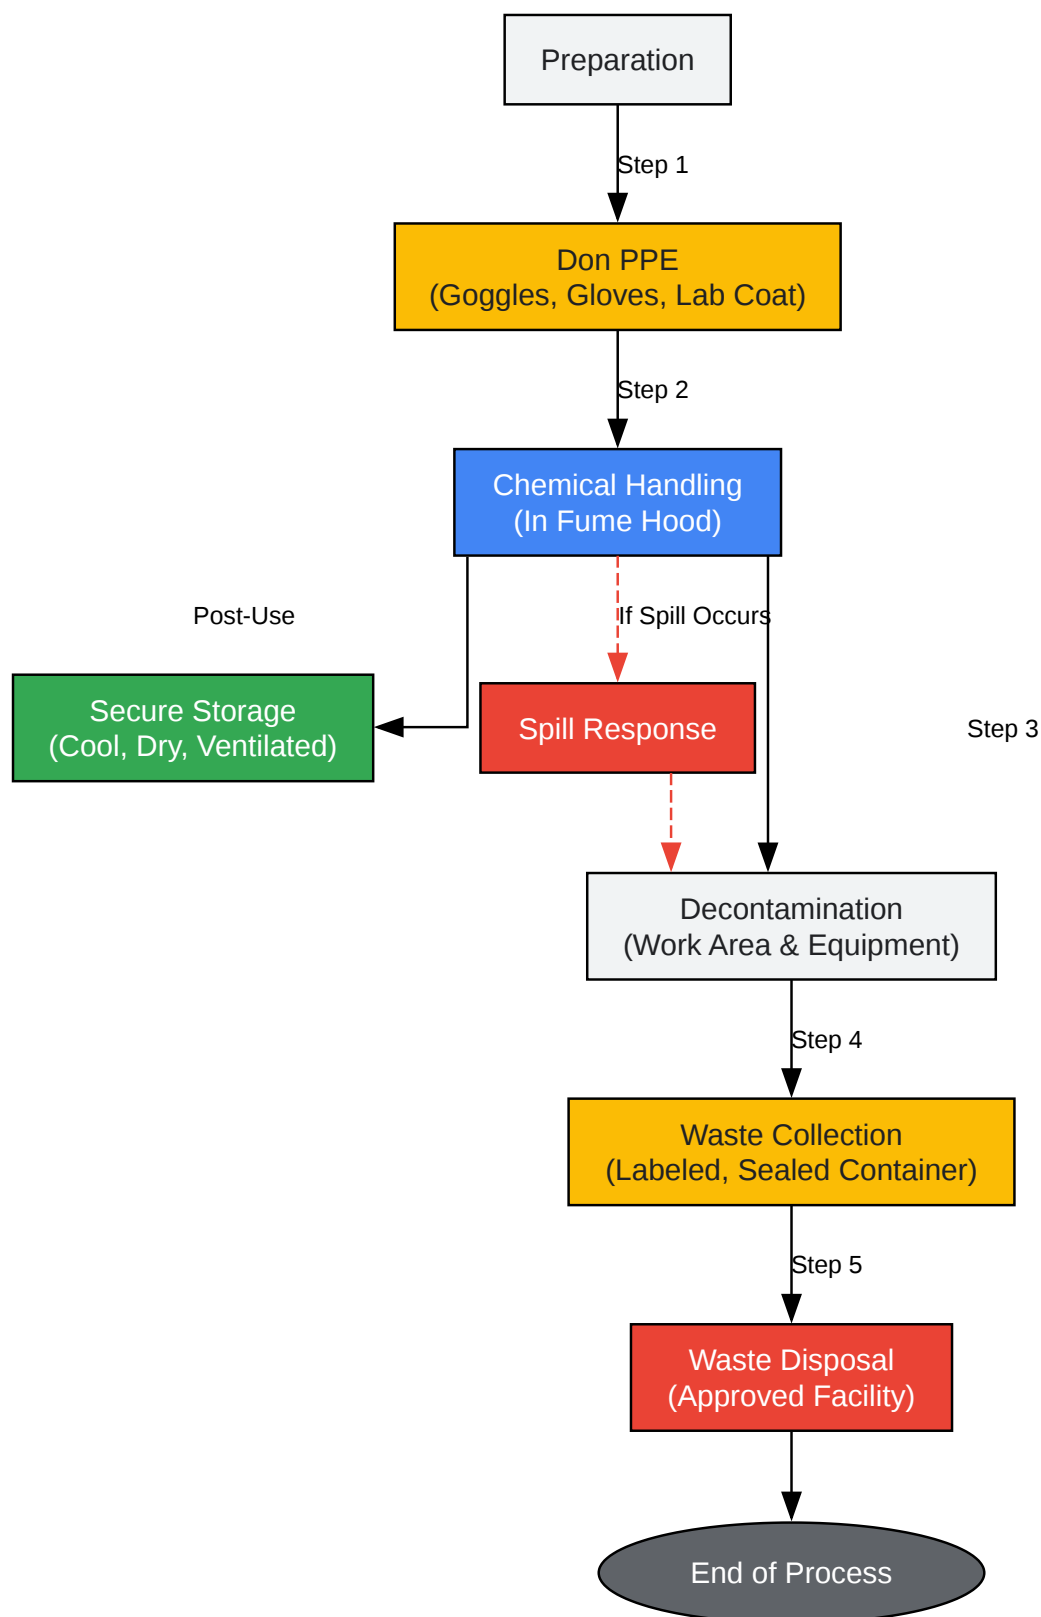 Preparation
Step 1
Don PPE
(Goggles, Gloves, Lab Coat)
Step 2
Chemical Handling
(In Fume Hood)
Post-Use
If Spill Occurs
Secure Storage
(Cool, Dry, Ventilated)
Spill Response
Step 3
Decontamination
(Work Area & Equipment)
Step 4
Waste Collection
(Labeled, Sealed Container)
Step 5
Waste Disposal
(Approved Facility)
End of Process